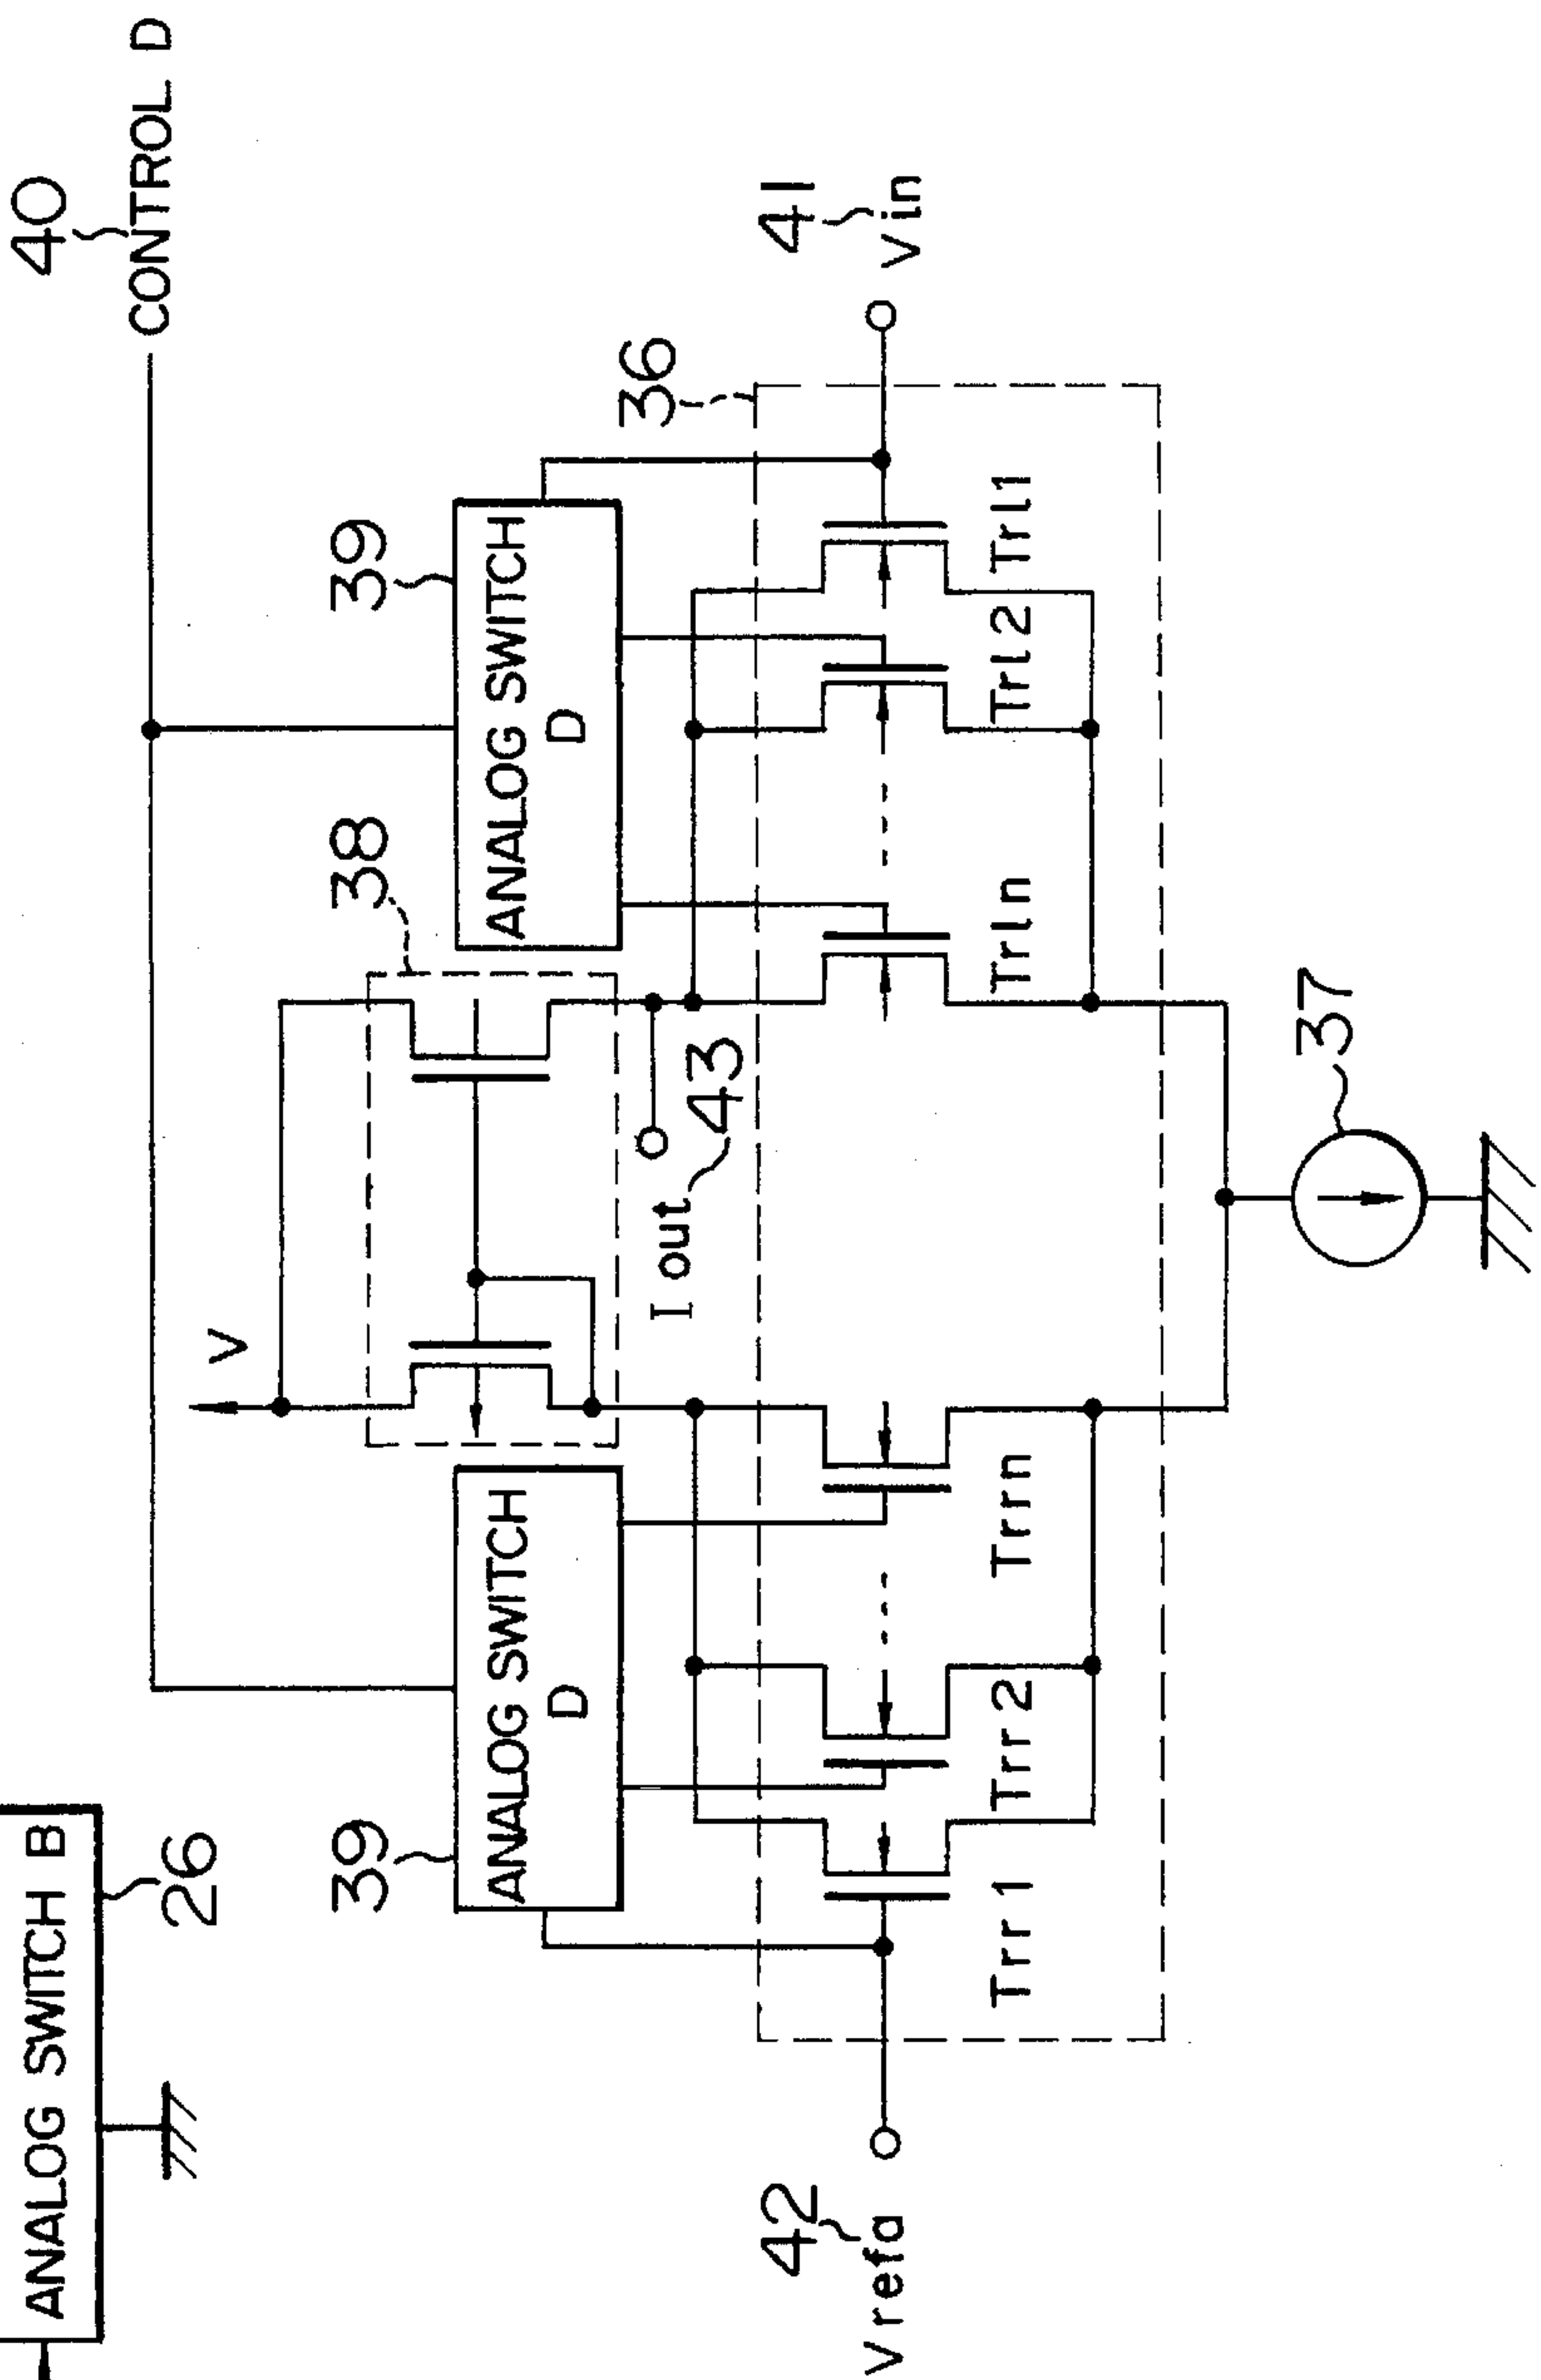 ANALOG SWITCH B
40
CONTROL D
26
V
39
38
39
ANALOG SWITCH
D
ANALOG SWITCH
D
36
I out
43
42
41
Vrefa
Vin
Trr1
Trr2
Trrn
Trln
Trl2
Trl1
37